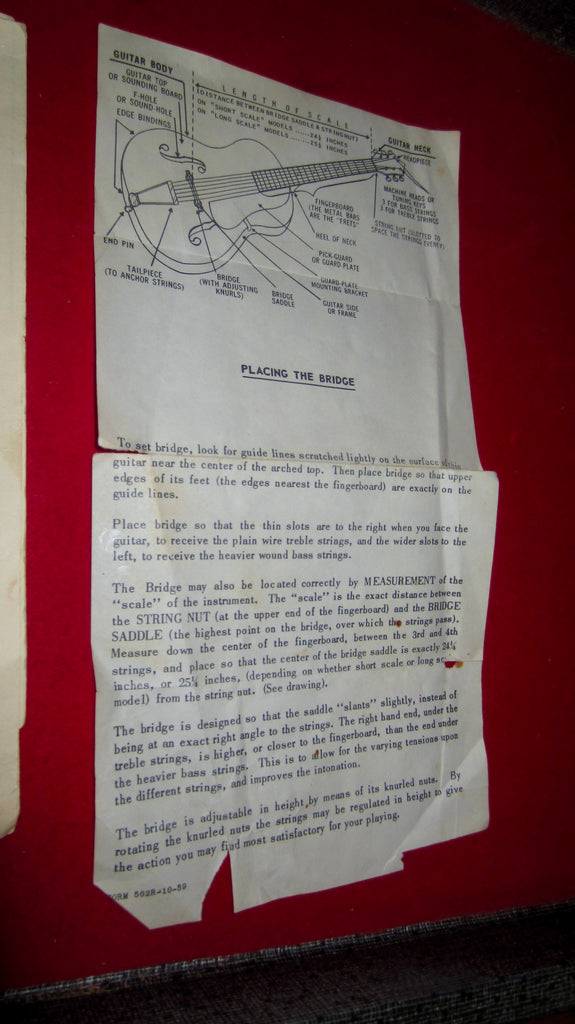 GUITAR BODY
GUITAR TOP
OR SOUNDING BOARD
F-HOLE
OR SOUND-HOLE
EDGE BINDINGS
LENGTH OF SCALE
(DISTANCE BETWEEN BRIDGE SADDLE & STRING NUT)
ON "SHORT SCALE" MODELS ......24¾ INCHES
ON "LONG SCALE" MODELS ......25½ INCHES
GUITAR NECK
HEADPIECE
MACHINE HEADS OR
TUNING KEYS
3 FOR BASS STRINGS
3 FOR TREBLE STRINGS
STRING NUT (SLOTTED TO
SPACE THE STRINGS EVENLY)
FINGERBOARD
(THE METAL BARS
ARE THE "FRETS"
HEEL OF NECK
PICK-GUARD
OR GUARD-PLATE
GUARD-PLATE
MOUNTING BRACKET
GUITAR SIDE
OR FRAME
BRIDGE
SADDLE
BRIDGE
(WITH ADJUSTING
KNURLS)
TAILPIECE
(TO ANCHOR STRINGS)
END PIN
PLACING THE BRIDGE
To set bridge, look for guide lines scratched lightly on the surface of the
guitar near the center of the arched top. Then place bridge so that upper
edges of its feet (the edges nearest the fingerboard) are exactly on the
guide lines.
Place bridge so that the thin slots are to the right when you face the
guitar, to receive the plain wire treble strings, and the wider slots to the
left, to receive the heavier wound bass strings.
The Bridge may also be located correctly by MEASUREMENT of the
"scale" of the instrument. The "scale" is the exact distance between
the STRING NUT (at the upper end of the fingerboard) and the BRIDGE
SADDLE (the highest point on the bridge, over which the strings pass).
Measure down the center of the fingerboard, between the 3rd and 4th
strings, and place so that the center of the bridge saddle is exactly 24¾
inches, or 25½ inches, (depending on whether short scale or long sc
model) from the string nut. (See drawing).
The bridge is designed so that the saddle "slants" slightly, instead of
being at an exact right angle to the strings. The right hand end, under the
treble strings, is higher, or closer to the fingerboard, than the end under
the heavier bass strings. This is to allow for the varying tensions upon
the different strings, and improves the intonation.
The bridge is adjustable in height by means of its knurled nuts. By
rotating the knurled nuts the strings may be regulated in height to give
the action you may find most satisfactory for your playing.
FORM 562R-10-59